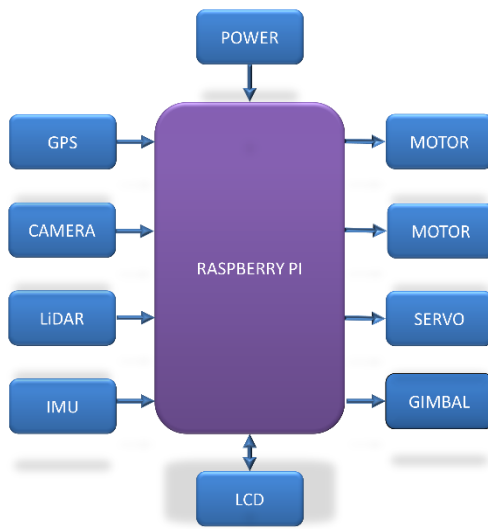 POWER
GPS
MOTOR
CAMERA
MOTOR
RASPBERRY PI
LiDAR
SERVO
IMU
GIMBAL
LCD